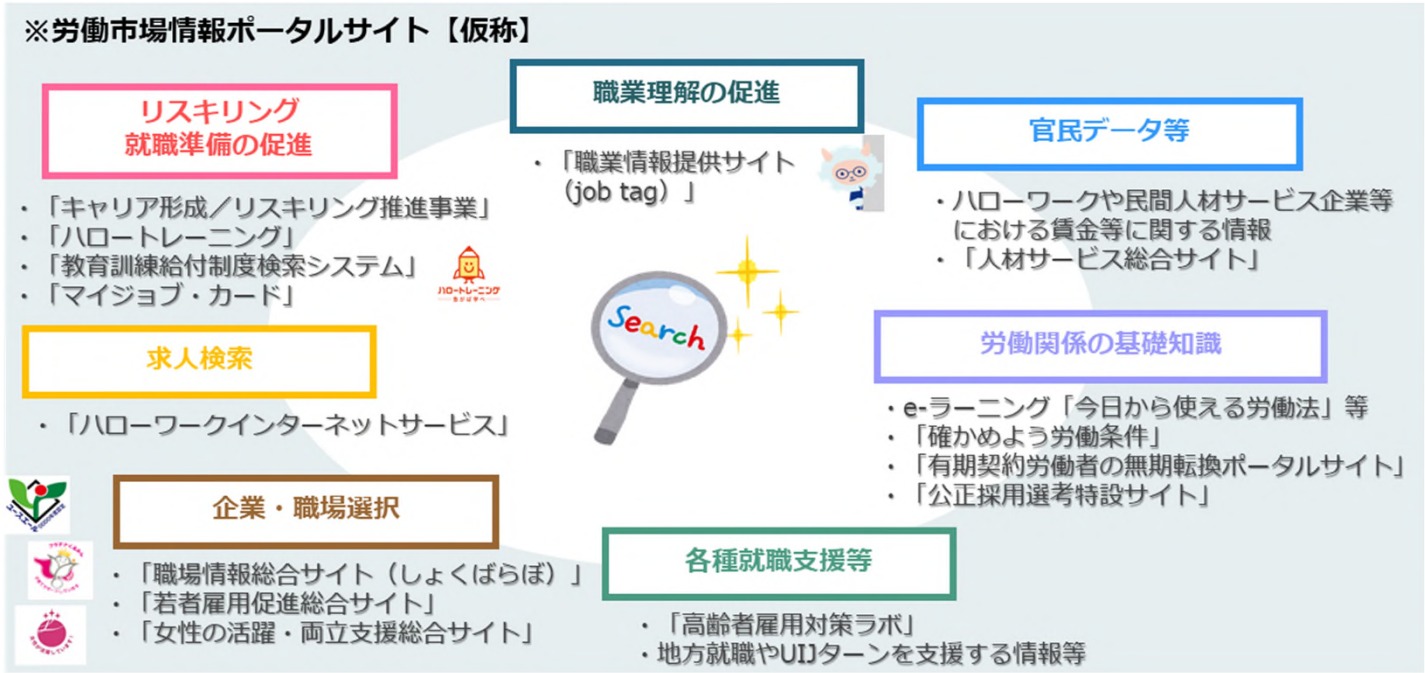 ※労働市場情報ポータルサイト【仮称】
リスキリング
就職準備の促進
・「キャリア形成／リスキリング推進事業」
・「ハロートレーニング」
・「教育訓練給付制度検索システム」
・「マイジョブ・カード」
ハロートレーニング
職業理解の促進
・「職業情報提供サイト
（job tag）」
官民データ等
・ハローワークや民間人材サービス企業等
における賃金等に関する情報
・「人材サービス総合サイト」
Search
求人検索
・「ハローワークインターネットサービス」
労働関係の基礎知識
・e-ラーニング「今日から使える労働法」等
・「確かめよう労働条件」
・「有期契約労働者の無期転換ポータルサイト」
・「公正採用選考特設サイト」
企業・職場選択
・「職場情報総合サイト（しょくばらぼ）」
・「若者雇用促進総合サイト」
・「女性の活躍・両立支援総合サイト」
各種就職支援等
・「高齢者雇用対策ラボ」
・地方就職やUIJターンを支援する情報等